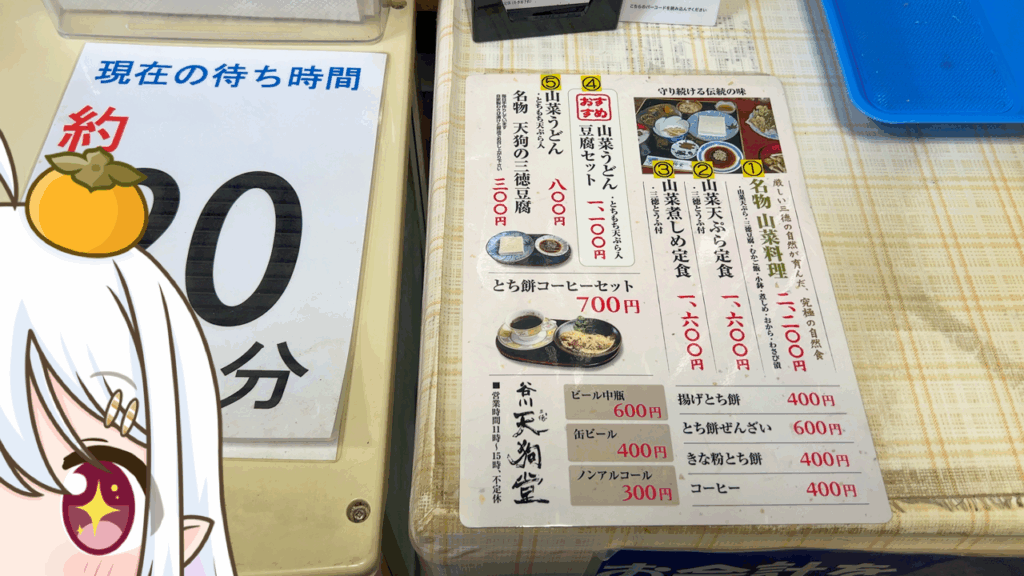 現在の待ち時間
約
0
分
守り続ける伝統の味
厳しい三徳の自然が育んだ、究極の自然食
①
名物 山菜料理
二、二〇〇円
②
山菜天ぷら定食
・三徳とうふ付
一、六〇〇円
③
山菜煮しめ定食
・三徳とうふ付
一、六〇〇円
④
おすすめ
山菜うどん
豆腐セット
・とちもち天ぷら入
一、一〇〇円
⑤
山菜うどん
・とちもち天ぷら入
八〇〇円
名物 天狗の三徳豆腐
三〇〇円
とち餅コーヒーセット
700円
谷川
天狗堂
■営業時間11時〜15時、不定休
ビール中瓶
600円
缶ビール
400円
ノンアルコール
300円
揚げとち餅 400円
とち餅ぜんざい 600円
きな粉とち餅 400円
コーヒー 400円